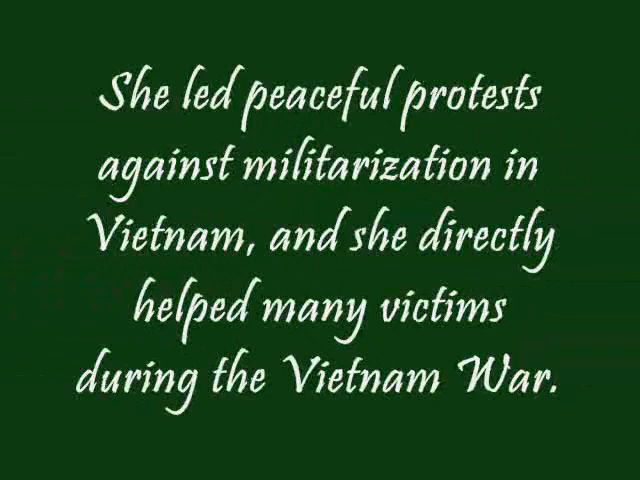 She led peaceful protests
against militarization in
Vietnam, and she directly
helped many victims
during the Vietnam War.